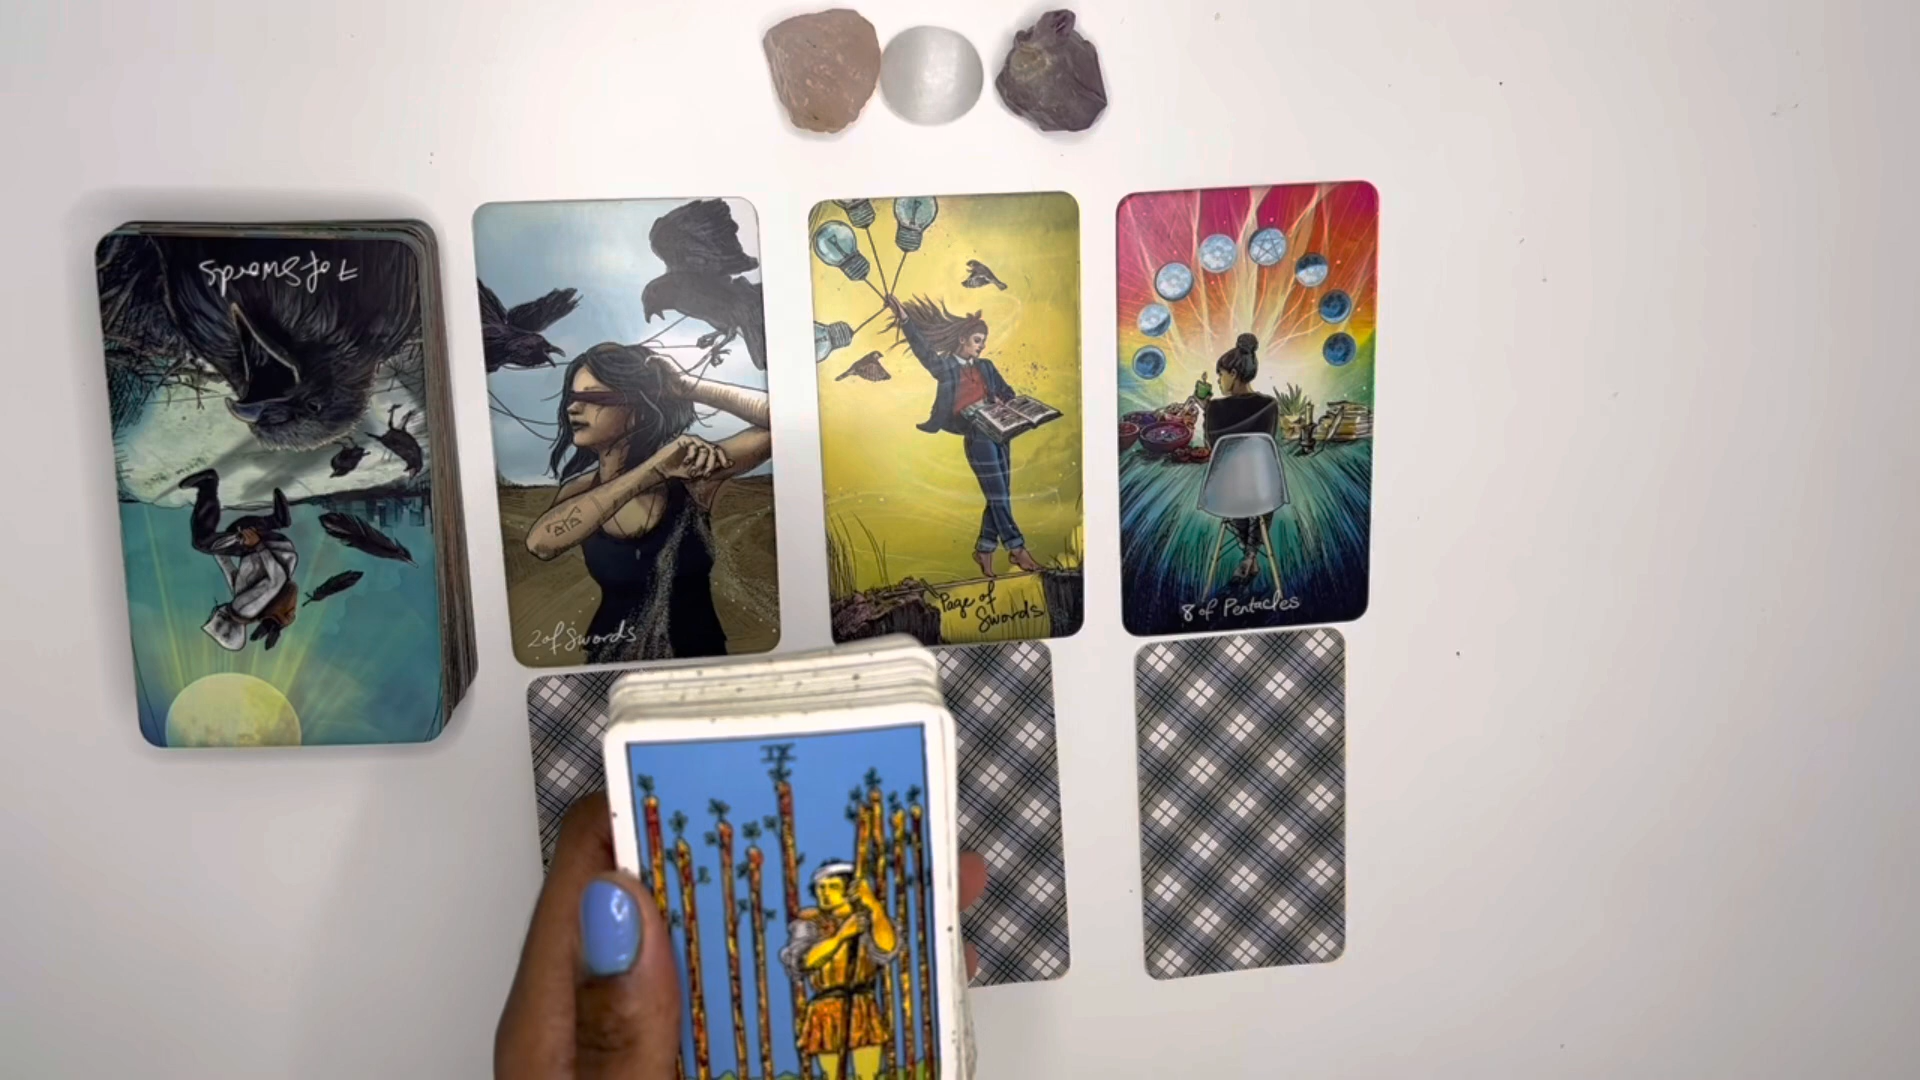 7 of Swords
2 of Swords
Page of
Swords
8 of Pentacles
IX